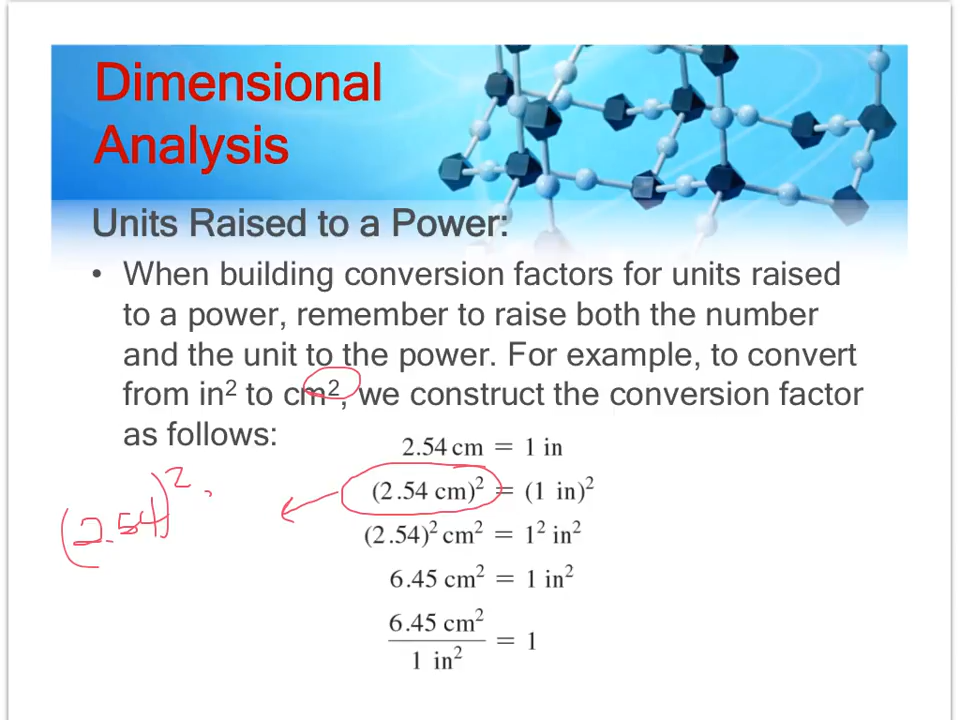 Dimensional
Analysis
Units Raised to a Power:
• When building conversion factors for units raised
to a power, remember to raise both the number
and the unit to the power. For example, to convert
from in² to cm², we construct the conversion factor
as follows:
2.54 cm = 1 in
(2.54 cm)² = (1 in)²
(2.54)²
(2.54)² cm² = 1² in²
6.45 cm² = 1 in²
6.45 cm² / 1 in² = 1